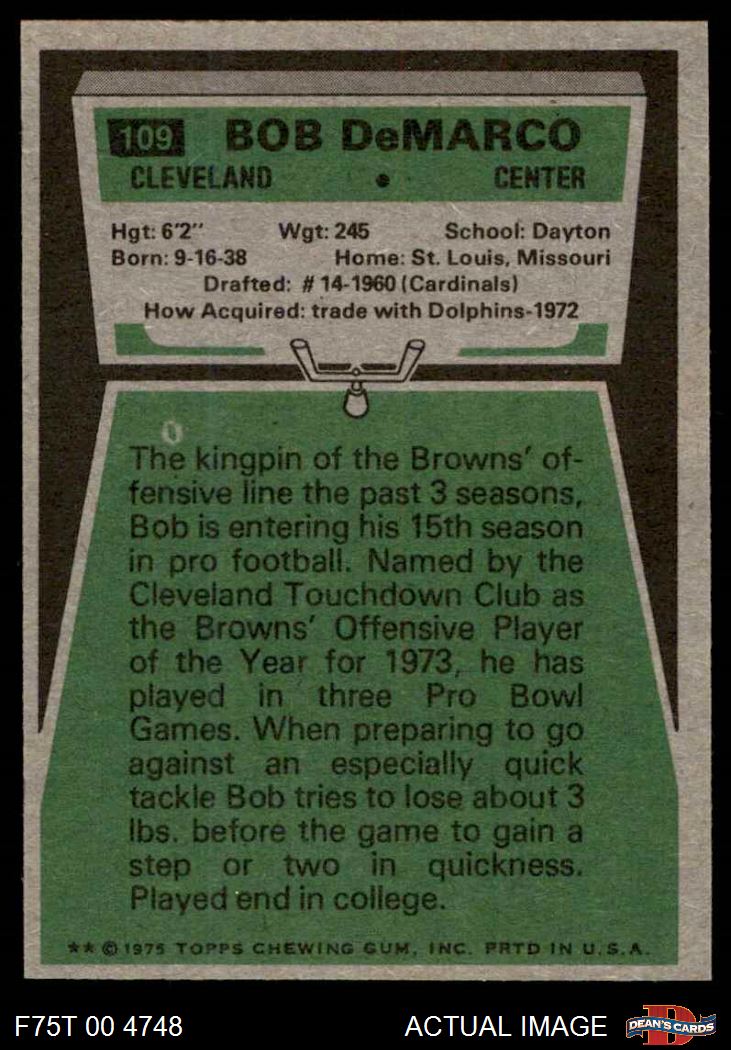 109 BOB DeMARCO
CLEVELAND • CENTER
Hgt: 6'2" Wgt: 245 School: Dayton
Born: 9-16-38 Home: St. Louis, Missouri
Drafted: # 14-1960 (Cardinals)
How Acquired: trade with Dolphins-1972
The kingpin of the Browns' of-
fensive line the past 3 seasons,
Bob is entering his 15th season
in pro football. Named by the
Cleveland Touchdown Club as
the Browns' Offensive Player
of the Year for 1973, he has
played in three Pro Bowl
Games. When preparing to go
against an especially quick
tackle Bob tries to lose about 3
lbs. before the game to gain a
step or two in quickness.
Played end in college.
** © 1975 TOPPS CHEWING GUM, INC. PRTD IN U.S.A.
F75T 00 4748 ACTUAL IMAGE D DEAN'S CARDS